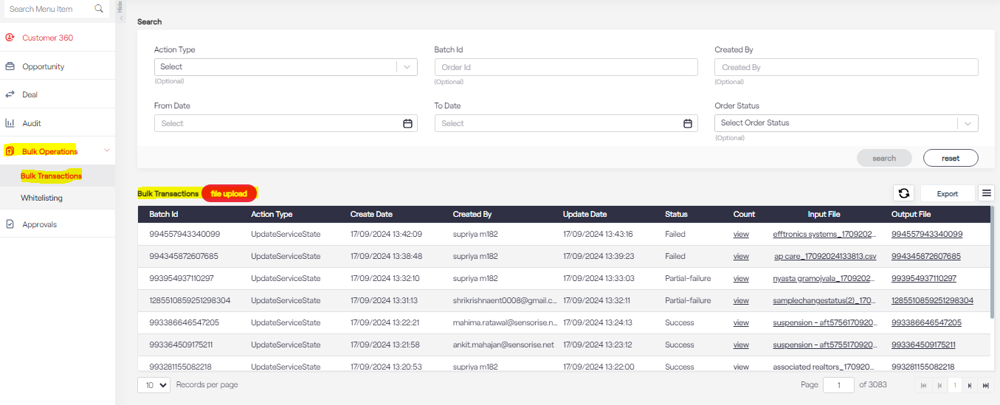 Search Menu Item
Hide
Customer 360
Opportunity
Deal
Audit
Bulk Operations
Bulk Transactions
Whitelisting
Approvals
Search
Action Type Batch Id Created By
Select Order Id Created By
(Optional) (Optional) (Optional)
From Date To Date Order Status
Select Select Select Order Status
(Optional)
search reset
Bulk Transactions file upload Export
Batch Id Action Type Create Date Created By Update Date Status Count Input File Output File
994557943340099 UpdateServiceState 17/09/2024 13:42:09 supriya m182 17/09/2024 13:43:16 Failed view efftronics systems_1709202... 994557943340099
994345872607685 UpdateServiceState 17/09/2024 13:38:48 supriya m182 17/09/2024 13:39:23 Failed view ap care_17092024133813.csv 994345872607685
993954937110297 UpdateServiceState 17/09/2024 13:32:10 supriya m182 17/09/2024 13:33:03 Partial-failure view nyasta gramojvala_1709202... 993954937110297
1285510859251298304 UpdateServiceState 17/09/2024 13:31:13 shrikrishnaent0008@gmail.c... 17/09/2024 13:32:11 Partial-failure view samplechangestatus(2)_170... 1285510859251298304
993386646547205 UpdateServiceState 17/09/2024 13:22:21 mahima.ratawal@sensorise.n... 17/09/2024 13:24:13 Success view suspension - aft5756170920... 993386646547205
993364509175211 UpdateServiceState 17/09/2024 13:21:58 ankit.mahajan@sensorise.net 17/09/2024 13:23:12 Success view suspension - aft5755170920... 993364509175211
993281155082218 UpdateServiceState 17/09/2024 13:20:53 supriya m182 17/09/2024 13:22:00 Success view associated realtors_170920... 993281155082218
10 Records per page Page 1 of 3083 1